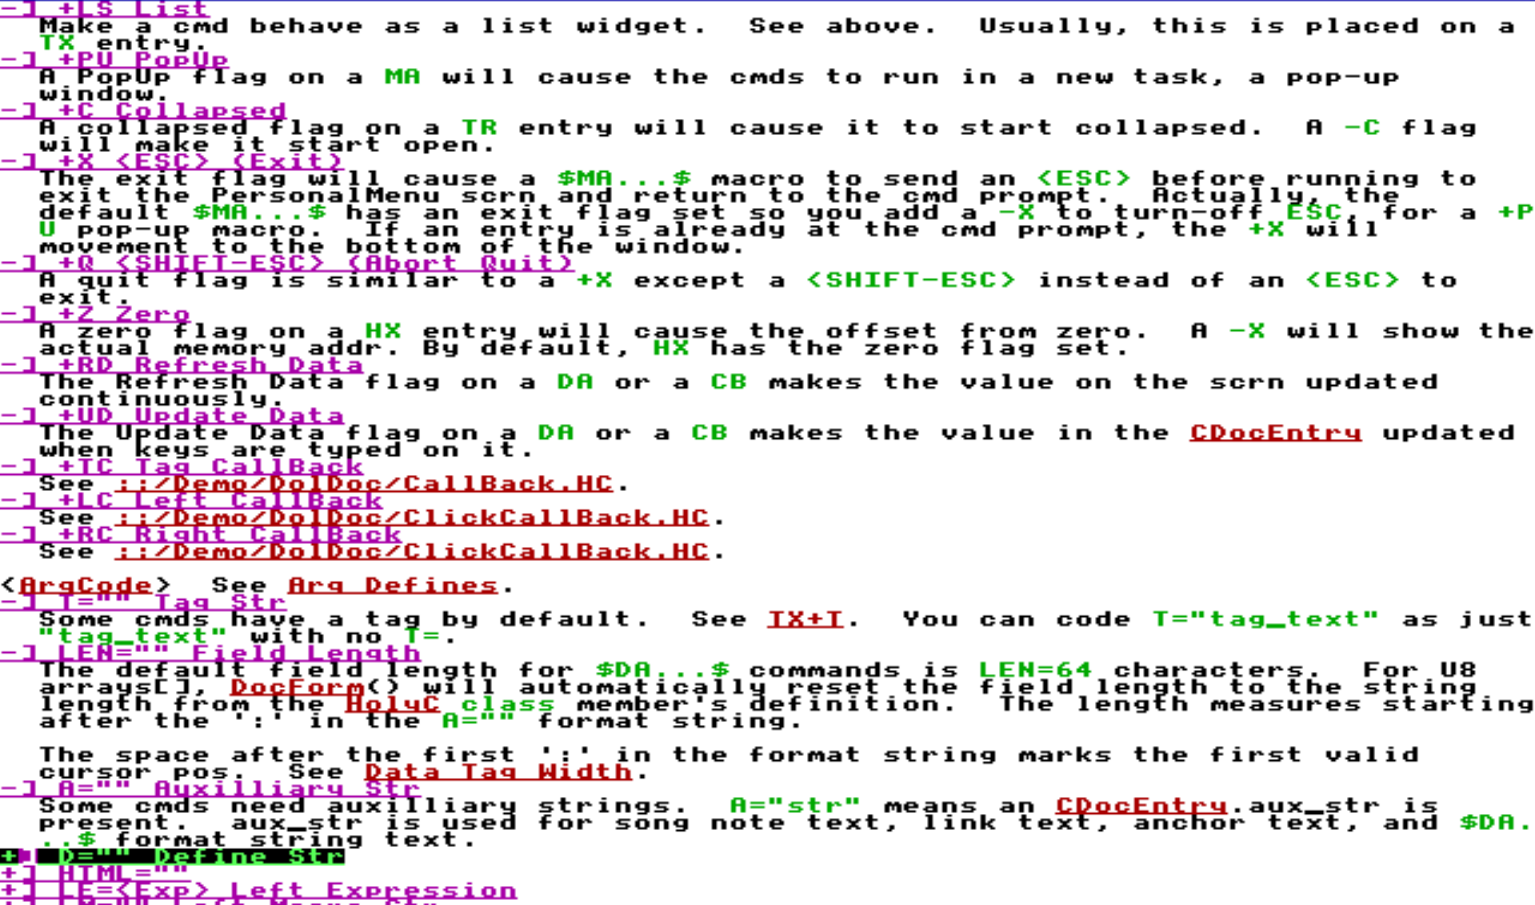 -] +LS List
Make a cmd behave as a list widget.  See above.  Usually, this is placed on a
TX entry.
-] +PU PopUp
A PopUp flag on a MA will cause the cmds to run in a new task, a pop-up
window.
-] +C Collapsed
A collapsed flag on a TR entry will cause it to start collapsed.  A -C flag
will make it start open.
-] +X <ESC> (Exit)
The exit flag will cause a $MA...$ macro to send an <ESC> before running to
exit the PersonalMenu scrn and return to the cmd prompt.  Actually, the
default $MA...$ has an exit flag set so you add a -X to turn-off ESC, for a +P
U pop-up macro.  If an entry is already at the cmd prompt, the +X will
movement to the bottom of the window.
-] +Q <SHIFT-ESC> (Abort Quit)
A quit flag is similar to a +X except a <SHIFT-ESC> instead of an <ESC> to
exit.
-] +Z Zero
A zero flag on a HX entry will cause the offset from zero.  A -X will show the
actual memory addr. By default, HX has the zero flag set.
-] +RD Refresh Data
The Refresh Data flag on a DA or a CB makes the value on the scrn updated
continuously.
-] +UD Update Data
The Update Data flag on a DA or a CB makes the value in the CDocEntry updated
when keys are typed on it.
-] +TC Tag CallBack
See ::/Demo/DolDoc/CallBack.HC.
-] +LC Left CallBack
See ::/Demo/DolDoc/ClickCallBack.HC.
-] +RC Right CallBack
See ::/Demo/DolDoc/ClickCallBack.HC.
<ArgCode>  See Arg Defines.
-] T="" Tag Str
Some cmds have a tag by default.  See TX+T.  You can code T="tag_text" as just
"tag_text" with no T=.
-] LEN="" Field Length
The default field length for $DA...$ commands is LEN=64 characters.  For U8
arrays[], DocForm() will automatically reset the field length to the string
length from the HolyC class member's definition.  The length measures starting
after the ':' in the A="" format string.
The space after the first ':' in the format string marks the first valid
cursor pos.  See Data Tag Width.
-] A="" Auxilliary Str
Some cmds need auxilliary strings.  A="str" means an CDocEntry.aux_str is
present.  aux_str is used for song note text, link text, anchor text, and $DA.
..$ format string text.
+] D="" Define Str
+] HTML=""
+] LE=<Exp> Left Expression